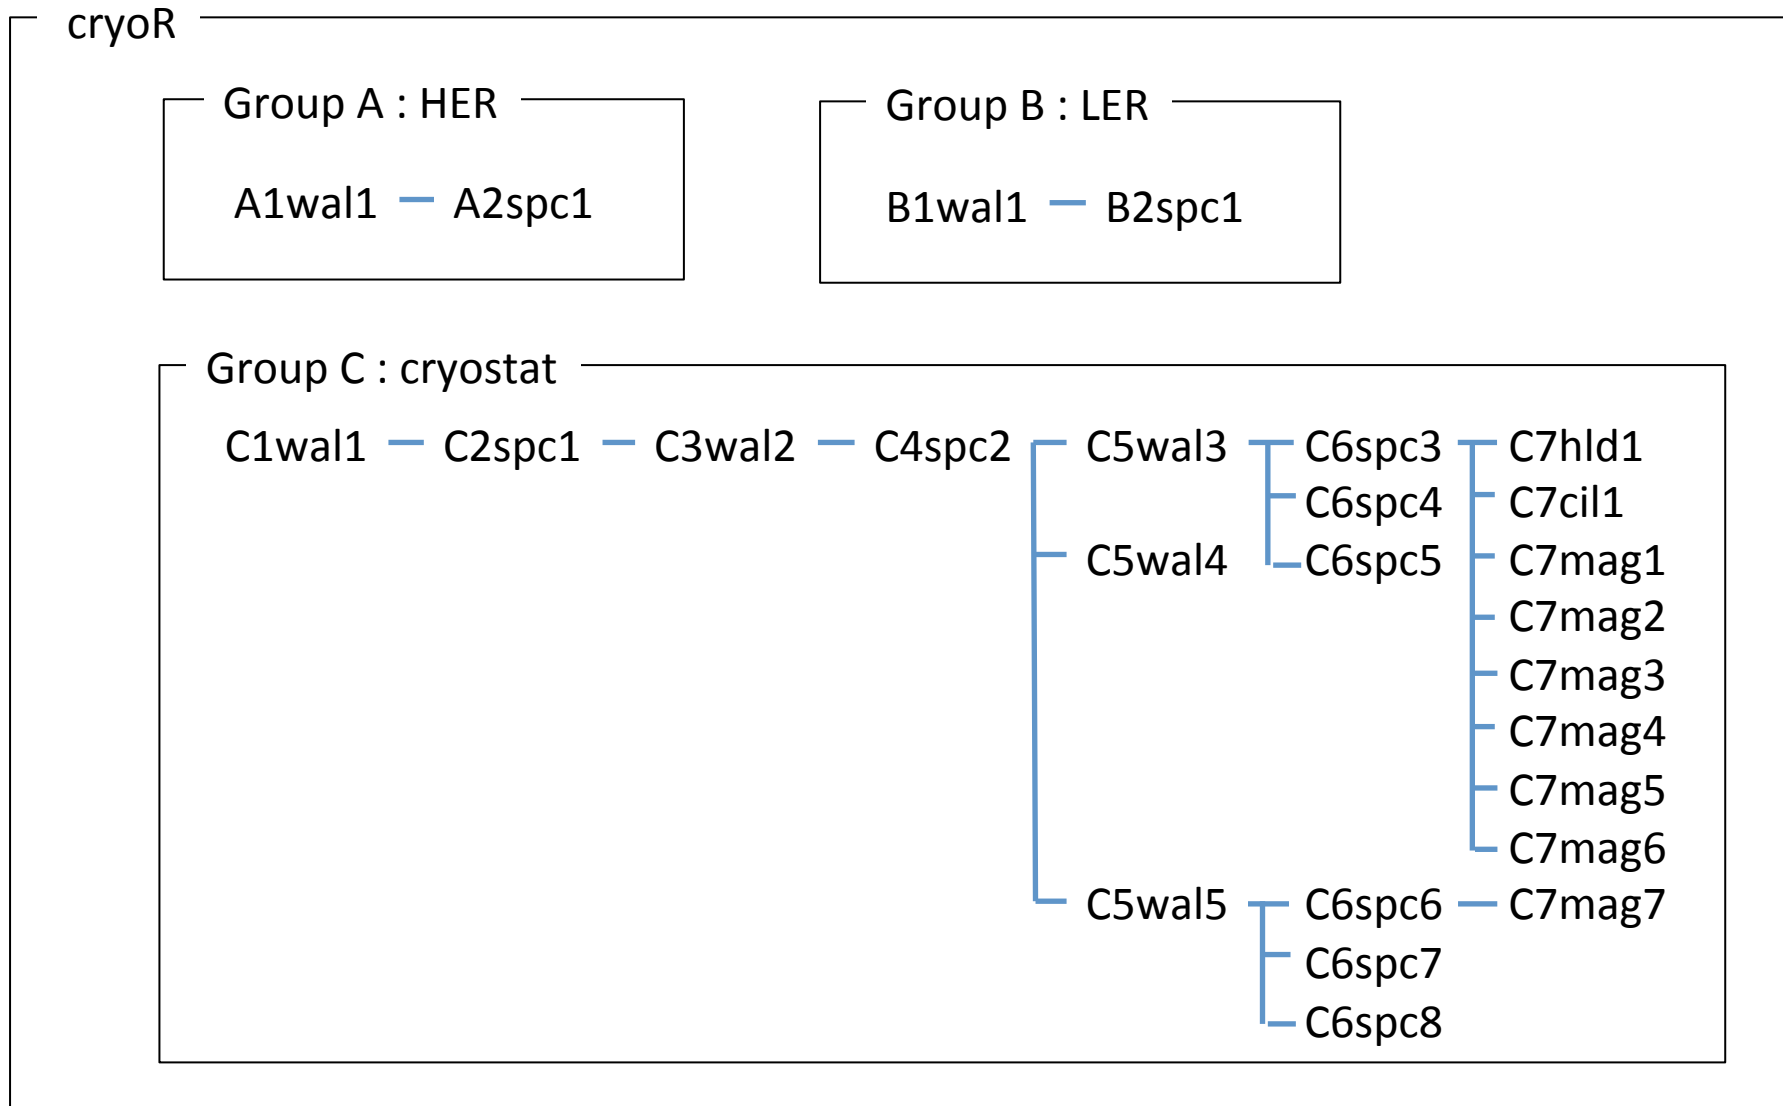 cryoR
Group A : HER
Group B : LER
A1wal1 A2spc1
B1wal1 B2spc1
Group C : cryostat
C1wal1 C2spc1 C3wal2 C4spc2 C5wal3 C6spc3 C7hld1
C6spc4 C7cil1
C5wal4 C6spc5 C7mag1
C7mag2
C7mag3
C7mag4
C7mag5
C7mag6
C5wal5 C6spc6 C7mag7
C6spc7
C6spc8